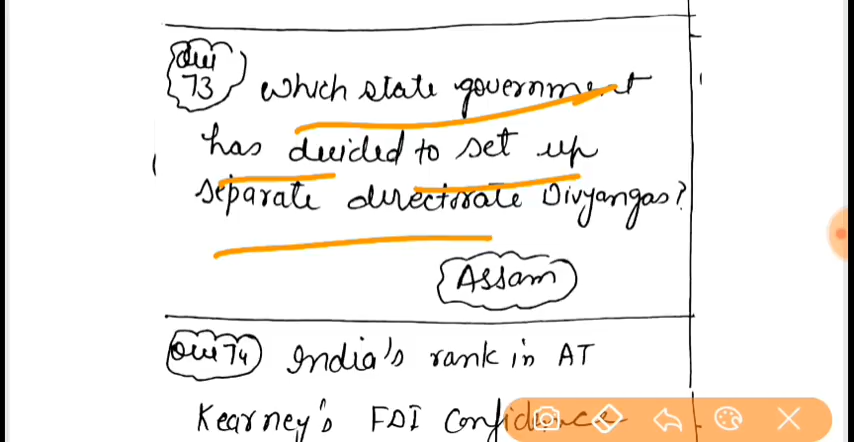 Que 73 which state government
has decided to set up
separate directorate Divyangas?
Assam
Que 74 India's rank in AT
Kearney's FDI Confidence